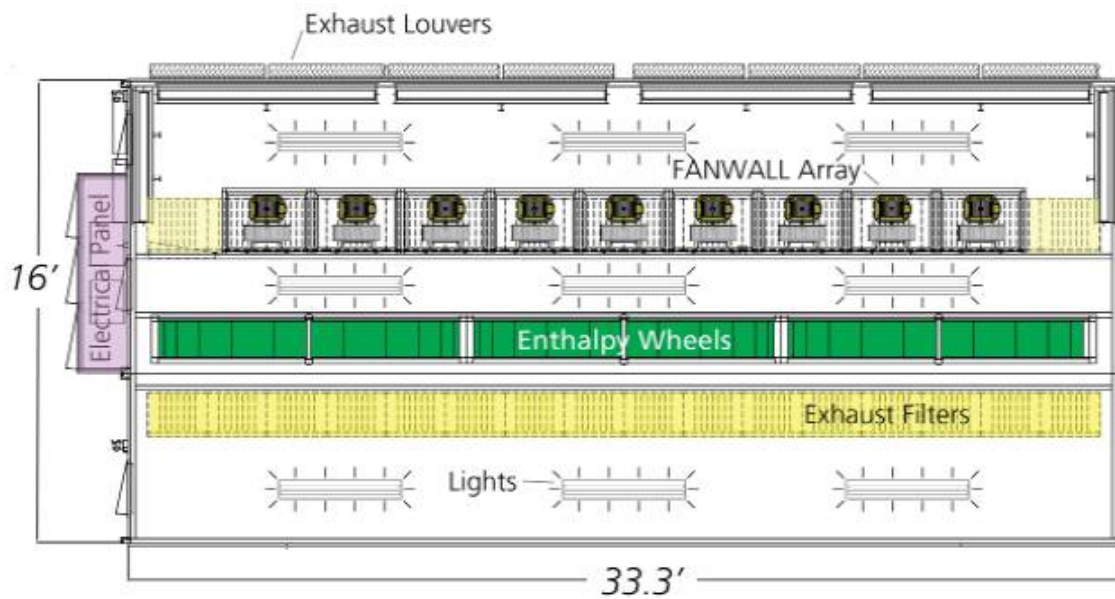 Exhaust Louvers
FANWALL Array
Electrical Panel
16’
Enthalpy Wheels
Exhaust Filters
Lights
33.3’